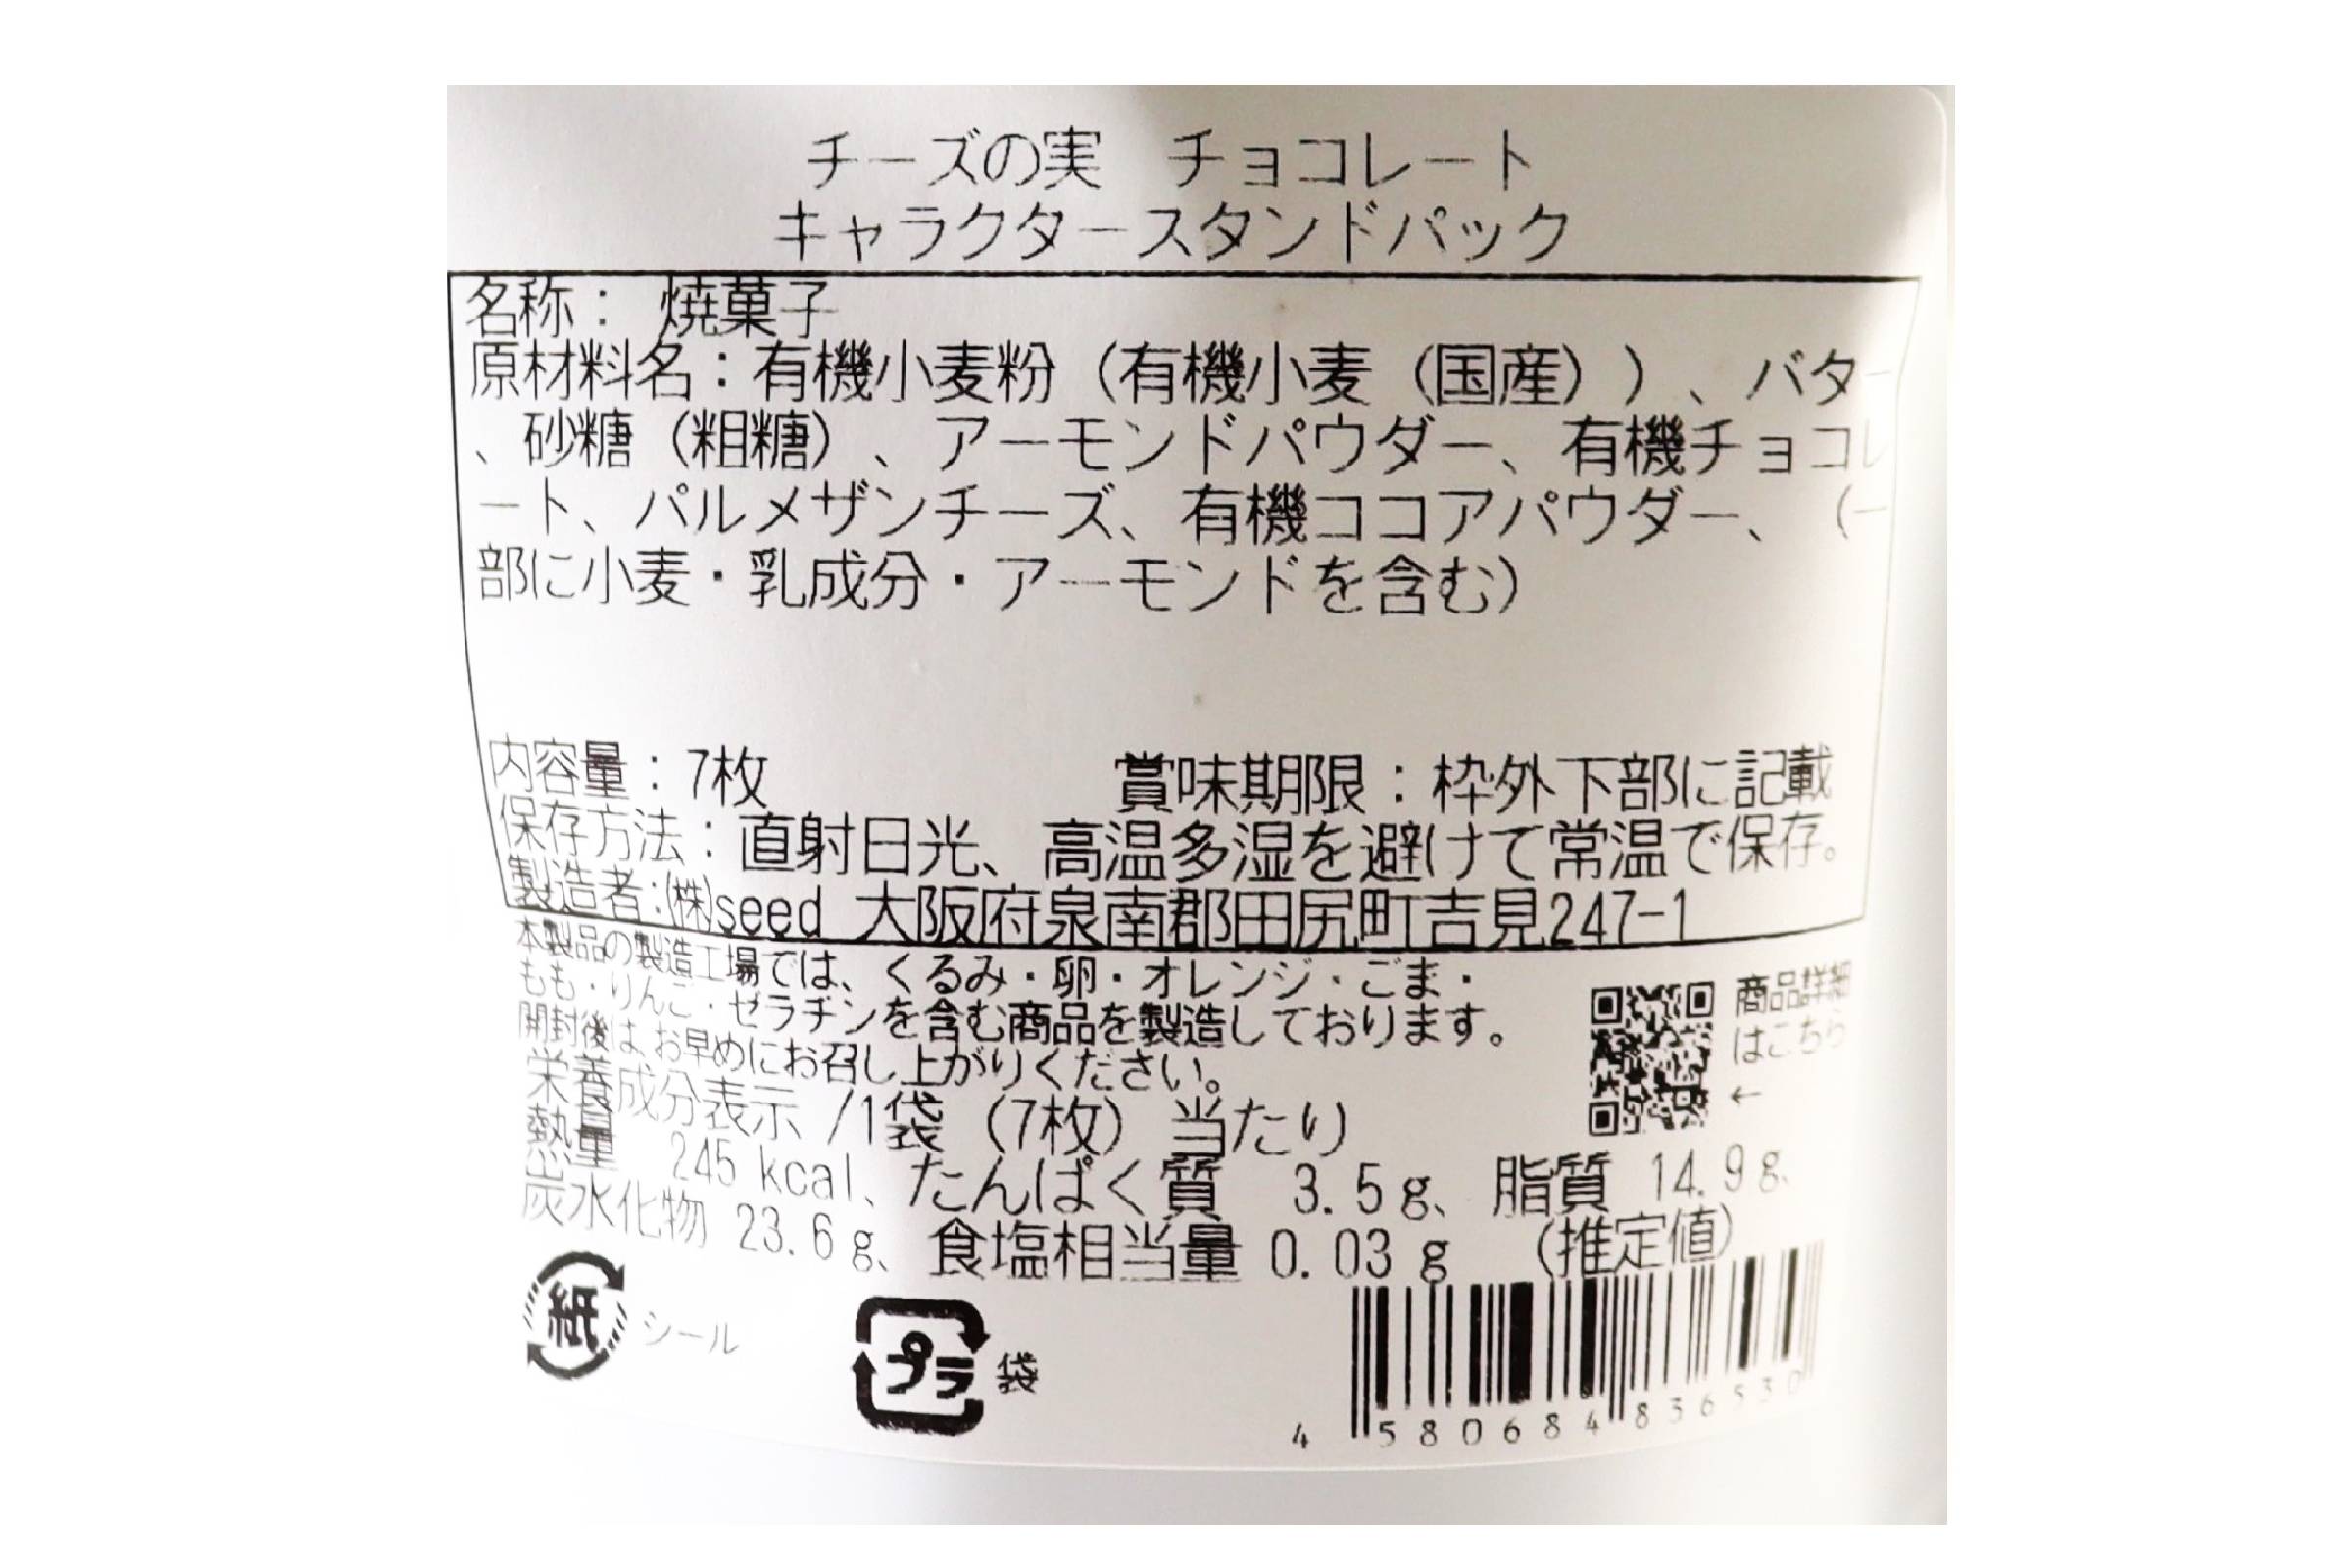 チーズの実　チョコレート
キャラクタースタンドパック
名称：　焼菓子
原材料名：有機小麦粉（有機小麦（国産））、バター
、砂糖（粗糖）、アーモンドパウダー、有機チョコレ
ート、パルメザンチーズ、有機ココアパウダー、（一
部に小麦・乳成分・アーモンドを含む）
内容量：7枚　賞味期限：枠外下部に記載
保存方法：直射日光、高温多湿を避けて常温で保存。
製造者：㈱seed 大阪府泉南郡田尻町吉見247-1
本製品の製造工場では、くるみ・卵・オレンジ・ごま・
もも・りんご・ゼラチンを含む商品を製造しております。
開封後は、お早めにお召し上がりください。
商品詳細
はこちら
←
栄養成分表示 /1袋（7枚）当たり
熱量　245 kcal、たんぱく質　3.5g、脂質 14.9g、
炭水化物 23.6g、食塩相当量 0.03g　（推定値）
紙 シール
プラ 袋
4 580684 836530